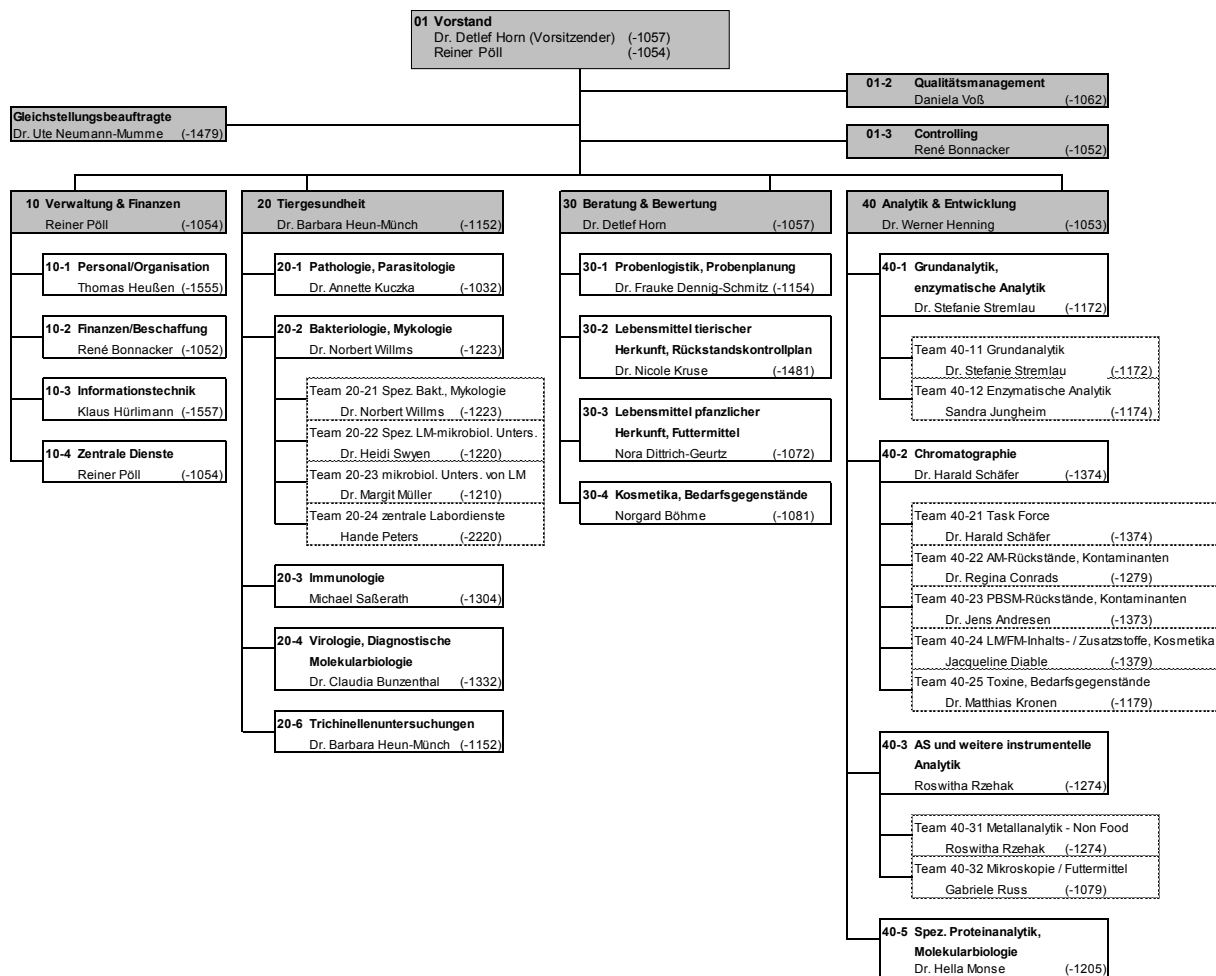 01 Vorstand
Dr. Detlef Horn (Vorsitzender) (-1057)
Reiner Pöll (-1054)
01-2 Qualitätsmanagement
Daniela Voß (-1062)
Gleichstellungsbeauftragte
Dr. Ute Neumann-Mumme (-1479)
01-3 Controlling
René Bonnacker (-1052)
10 Verwaltung & Finanzen
Reiner Pöll (-1054)
10-1 Personal/Organisation
Thomas Heußen (-1555)
10-2 Finanzen/Beschaffung
René Bonnacker (-1052)
10-3 Informationstechnik
Klaus Hürlimann (-1557)
10-4 Zentrale Dienste
Reiner Pöll (-1054)
20 Tiergesundheit
Dr. Barbara Heun-Münch (-1152)
20-1 Pathologie, Parasitologie
Dr. Annette Kuczka (-1032)
20-2 Bakteriologie, Mykologie
Dr. Norbert Willms (-1223)
Team 20-21 Spez. Bakt., Mykologie
Dr. Norbert Willms (-1223)
Team 20-22 Spez. LM-mikrobiol. Unters.
Dr. Heidi Swyen (-1220)
Team 20-23 mikrobiol. Unters. von LM
Dr. Margit Müller (-1210)
Team 20-24 zentrale Labordienste
Hande Peters (-2220)
20-3 Immunologie
Michael Saßerath (-1304)
20-4 Virologie, Diagnostische
Molekularbiologie
Dr. Claudia Bunzenthal (-1332)
20-6 Trichinellenuntersuchungen
Dr. Barbara Heun-Münch (-1152)
30 Beratung & Bewertung
Dr. Detlef Horn (-1057)
30-1 Probenlogistik, Probenplanung
Dr. Frauke Dennig-Schmitz (-1154)
30-2 Lebensmittel tierischer
Herkunft, Rückstandskontrollplan
Dr. Nicole Kruse (-1481)
30-3 Lebensmittel pfanzlicher
Herkunft, Futtermittel
Nora Dittrich-Geurtz (-1072)
30-4 Kosmetika, Bedarfsgegenstände
Norgard Böhme (-1081)
40 Analytik & Entwicklung
Dr. Werner Henning (-1053)
40-1 Grundanalytik,
enzymatische Analytik
Dr. Stefanie Stremlau (-1172)
Team 40-11 Grundanalytik
Dr. Stefanie Stremlau (-1172)
Team 40-12 Enzymatische Analytik
Sandra Jungheim (-1174)
40-2 Chromatographie
Dr. Harald Schäfer (-1374)
Team 40-21 Task Force
Dr. Harald Schäfer (-1374)
Team 40-22 AM-Rückstände, Kontaminanten
Dr. Regina Conrads (-1279)
Team 40-23 PBSM-Rückstände, Kontaminanten
Dr. Jens Andresen (-1373)
Team 40-24 LM/FM-Inhalts- / Zusatzstoffe, Kosmetika
Jacqueline Diable (-1379)
Team 40-25 Toxine, Bedarfsgegenstände
Dr. Matthias Kronen (-1179)
40-3 AS und weitere instrumentelle
Analytik
Roswitha Rzehak (-1274)
Team 40-31 Metallanalytik - Non Food
Roswitha Rzehak (-1274)
Team 40-32 Mikroskopie / Futtermittel
Gabriele Russ (-1079)
40-5 Spez. Proteinanalytik,
Molekularbiologie
Dr. Hella Monse (-1205)